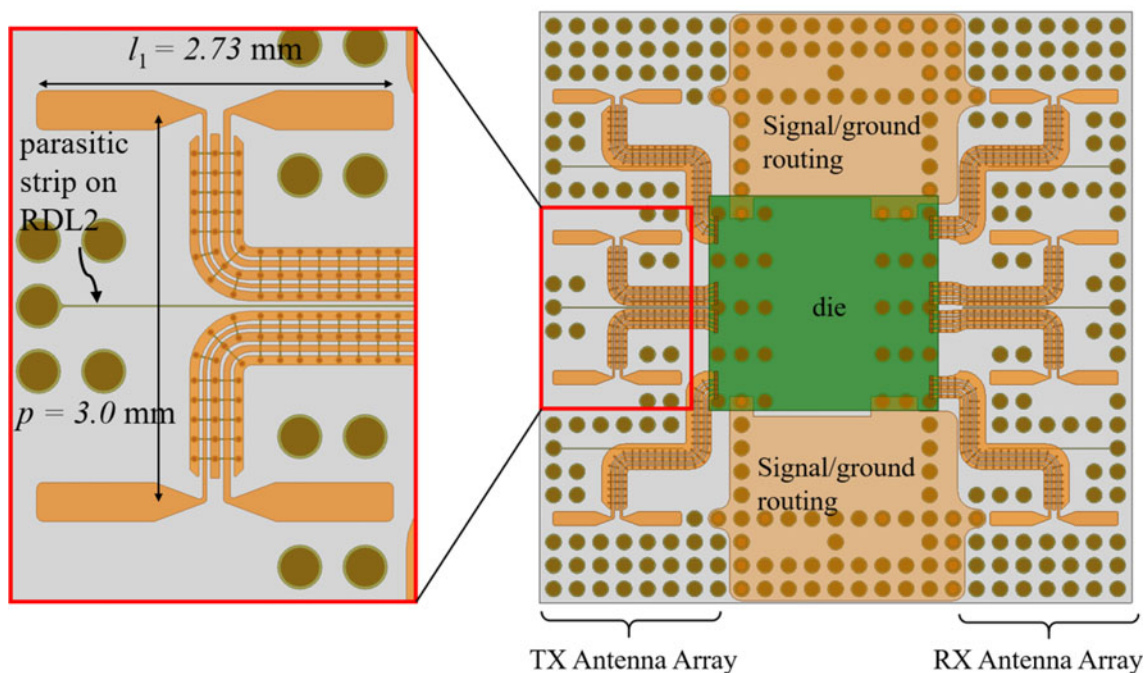 l1 = 2.73 mm
parasitic
strip on
RDL2
p = 3.0 mm
Signal/ground
routing
die
Signal/ground
routing
TX Antenna Array
RX Antenna Array